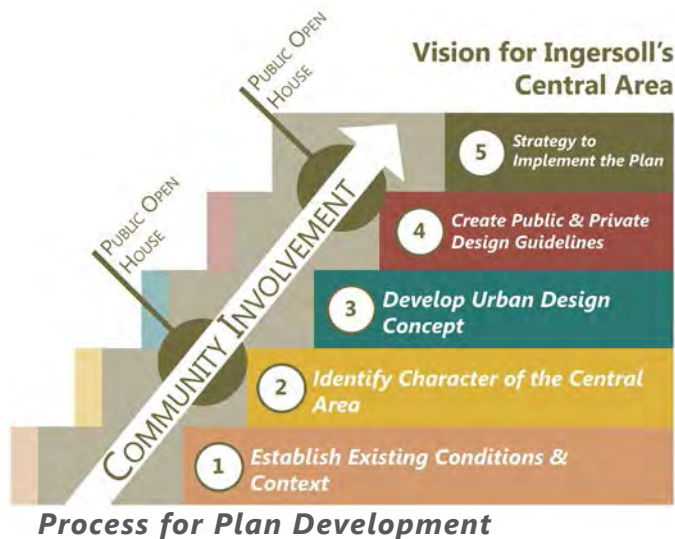 Vision for Ingersoll's
Central Area
PUBLIC OPEN
HOUSE
PUBLIC OPEN
HOUSE
COMMUNITY INVOLVEMENT
5
Strategy to
Implement the Plan
4
Create Public & Private
Design Guidelines
3
Develop Urban Design
Concept
2
Identify Character of the Central
Area
1
Establish Existing Conditions &
Context
Process for Plan Development